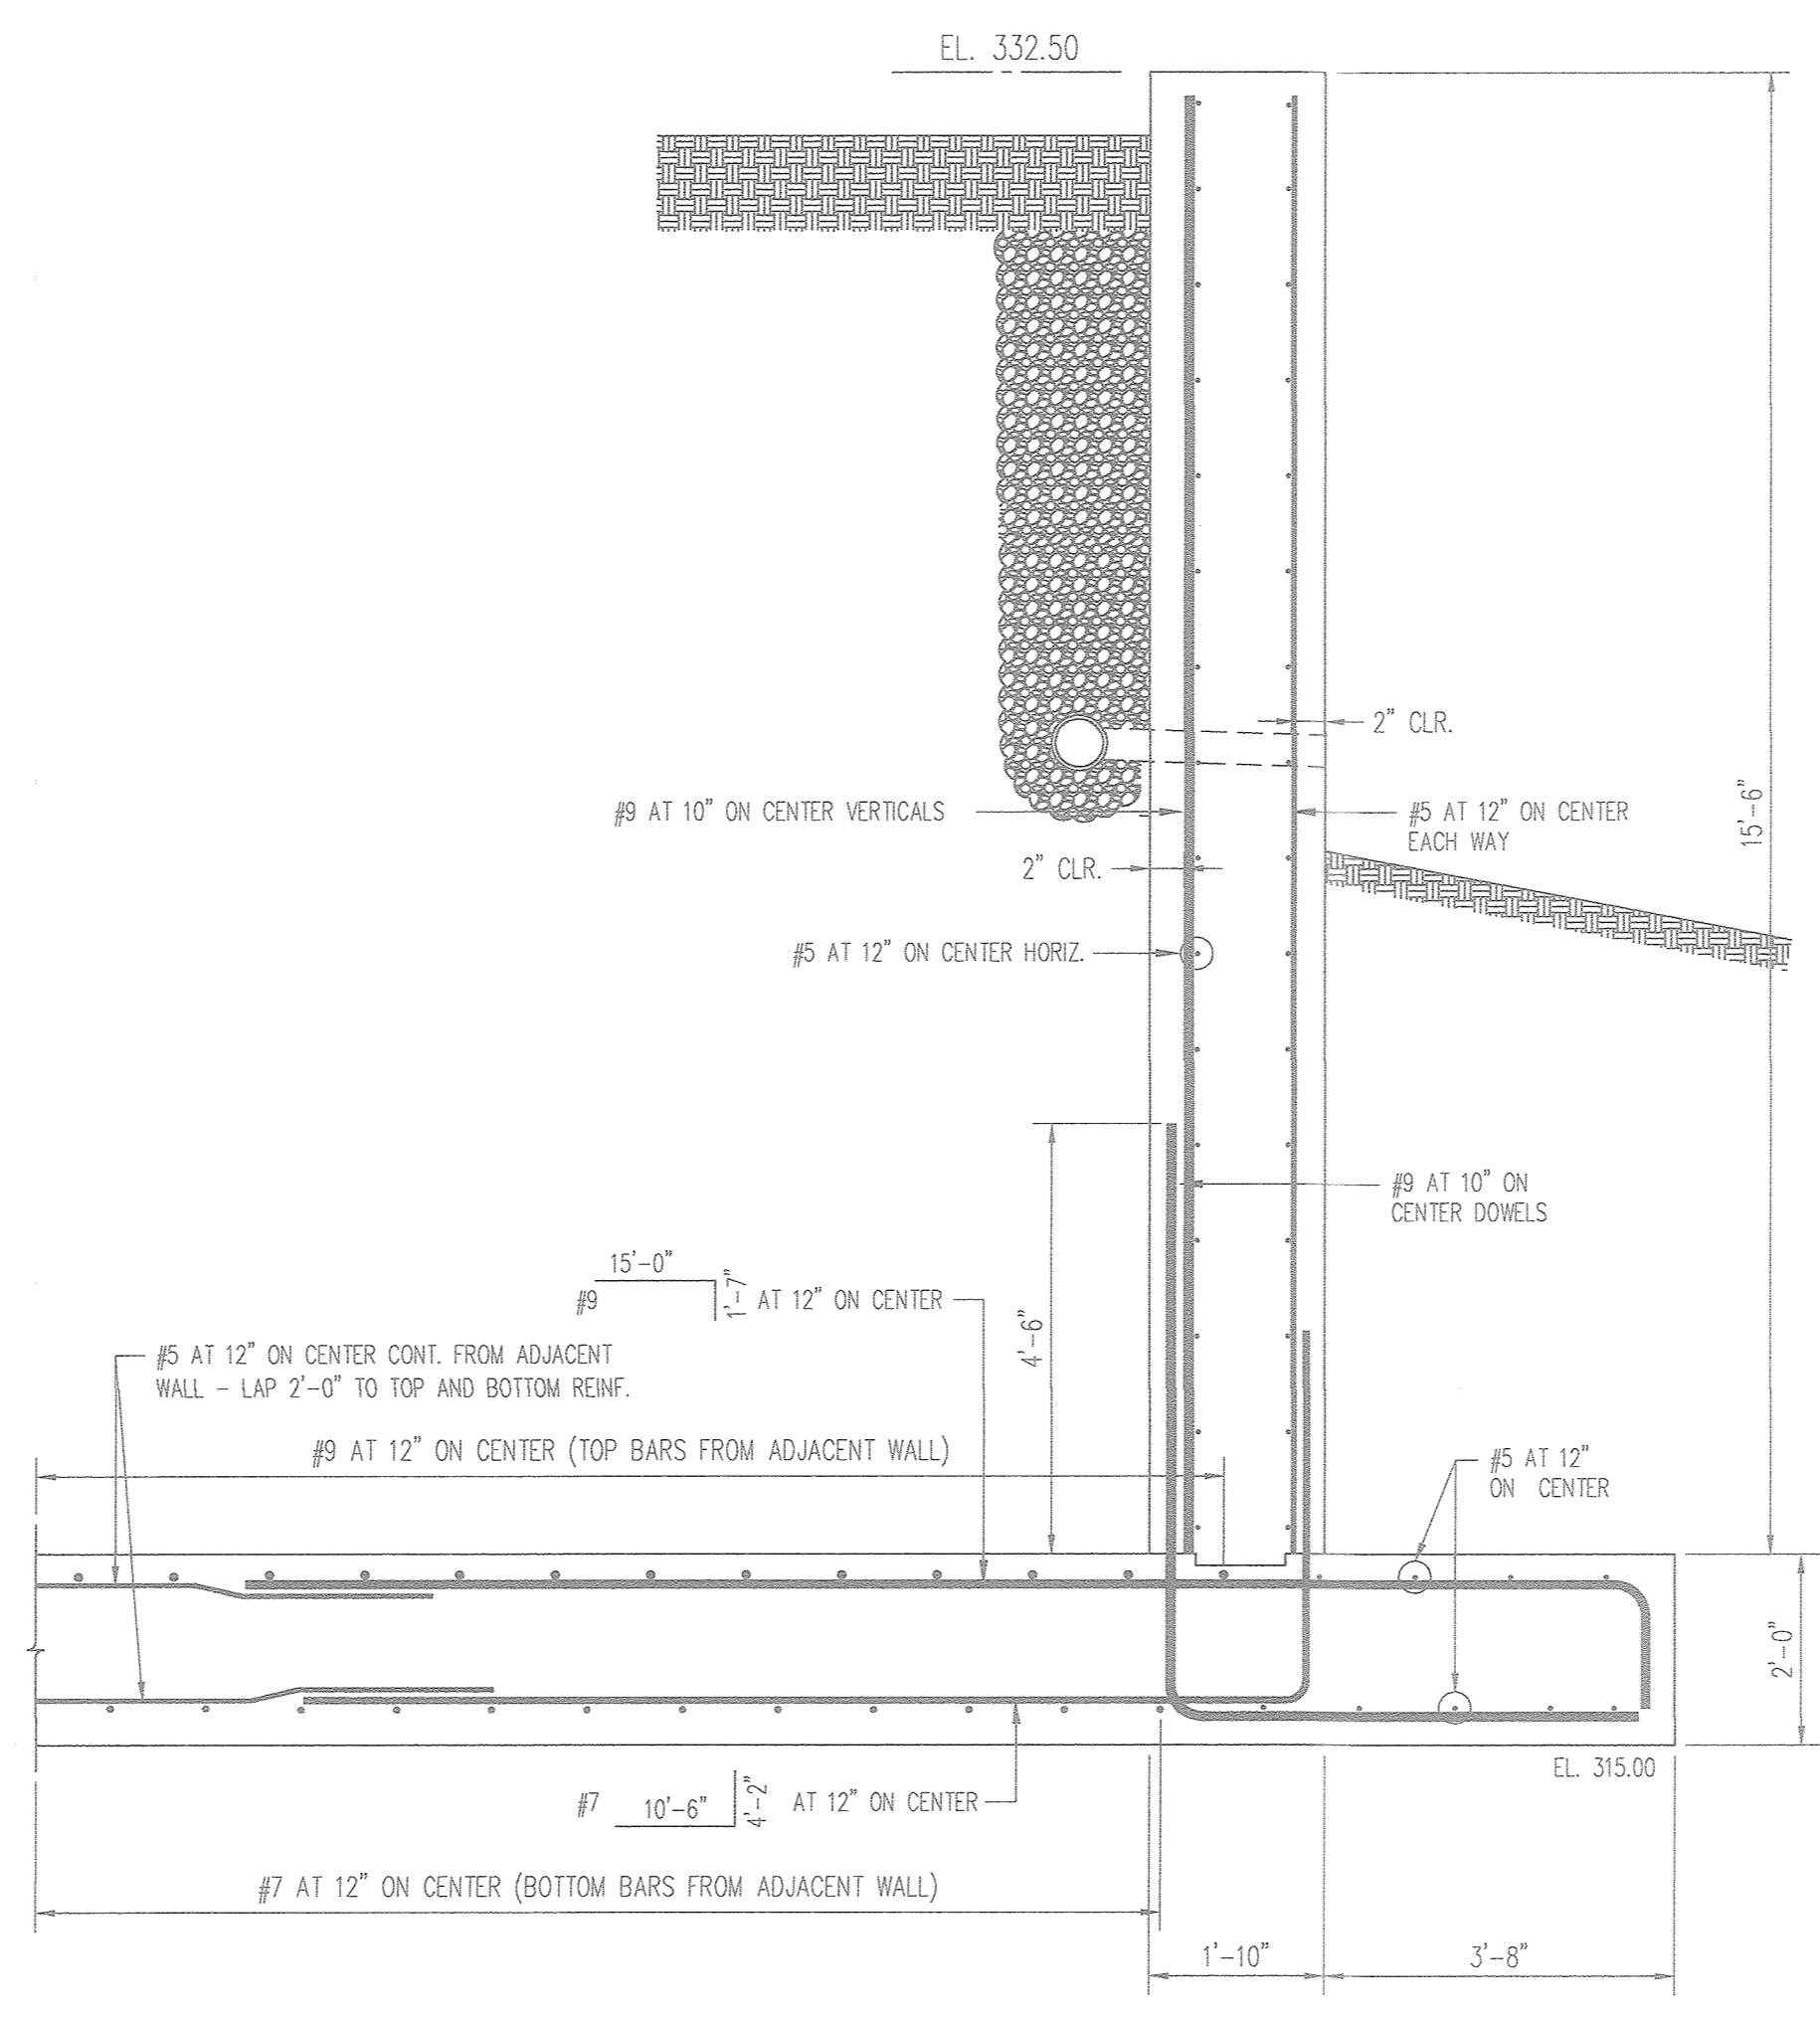 EL. 332.50
2” CLR.
#9 AT 10” ON CENTER VERTICALS
#5 AT 12” ON CENTER
EACH WAY
15’-6”
2” CLR.
#5 AT 12” ON CENTER HORIZ.
#9 AT 10” ON
CENTER DOWELS
15’-0”
#9
1’-7”
AT 12” ON CENTER
4’-6”
#5 AT 12” ON CENTER CONT. FROM ADJACENT
WALL - LAP 2’-0” TO TOP AND BOTTOM REINF.
#9 AT 12” ON CENTER (TOP BARS FROM ADJACENT WALL)
#5 AT 12”
ON CENTER
2’-0”
EL. 315.00
#7 10’-6” 4’-2” AT 12” ON CENTER
#7 AT 12” ON CENTER (BOTTOM BARS FROM ADJACENT WALL)
1’-10”
3’-8”